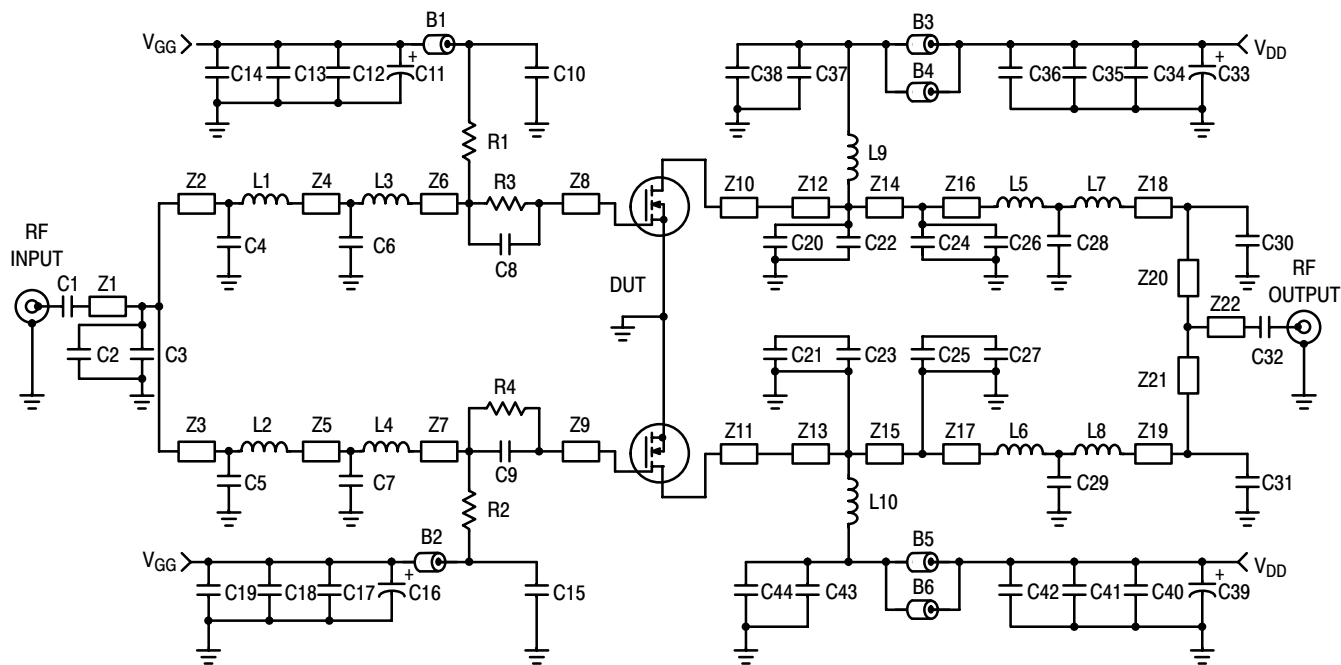 B1
B3
VGG
C14
C13
C12
+
C11
C10
C38
C37
B4
C36
C35
C34
+
C33
VDD
R1
L9
Z2
L1
Z4
L3
Z6
R3
Z8
Z10
Z12
Z14
Z16
L5
L7
Z18
RF
INPUT
C4
C6
C8
C20
C22
C24
C26
C28
C30
C1
Z1
DUT
Z20
RF
OUTPUT
Z22
C2
C3
C21
C23
C25
C27
C32
Z21
R4
Z3
L2
Z5
L4
Z7
Z9
Z11
Z13
Z15
Z17
L6
L8
Z19
C9
C5
C7
C29
C31
R2
L10
VGG
B2
B5
VDD
C19
C18
C17
+
C16
C15
C44
C43
B6
C42
C41
C40
+
C39